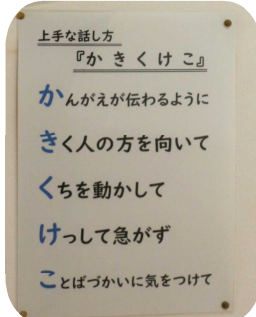 上手な話し方
『かきくけこ』
かんがえが伝わるように
きく人の方を向いて
くちを動かして
けっして急がず
ことばづかいに気をつけて